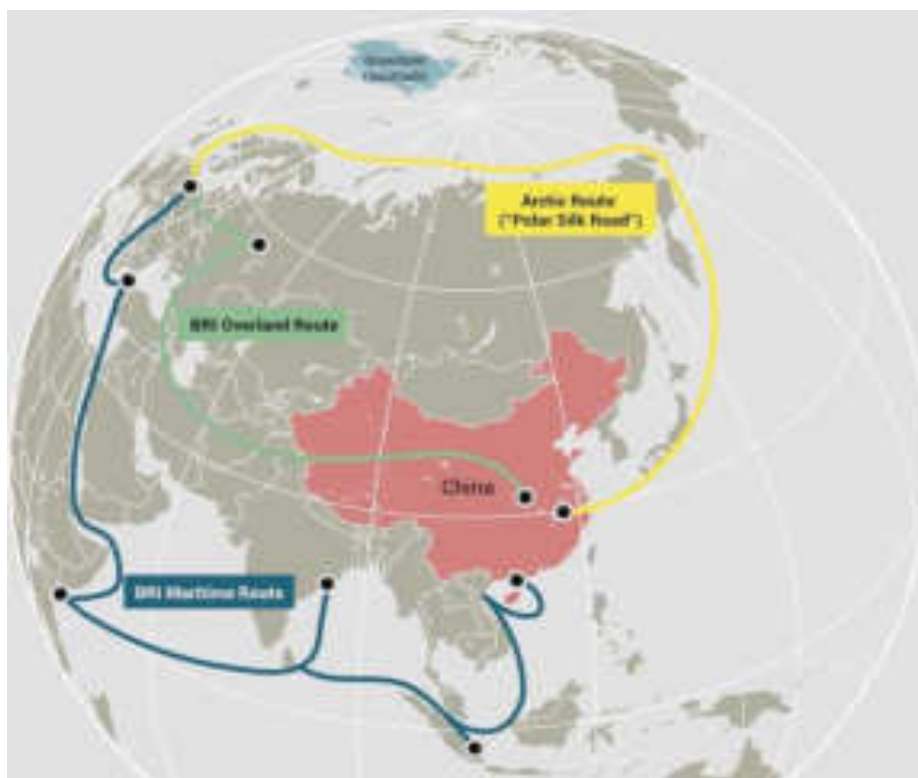 Arctic Route
("Polar Silk Road")
BRI Overland Route
China
BRI Maritime Route